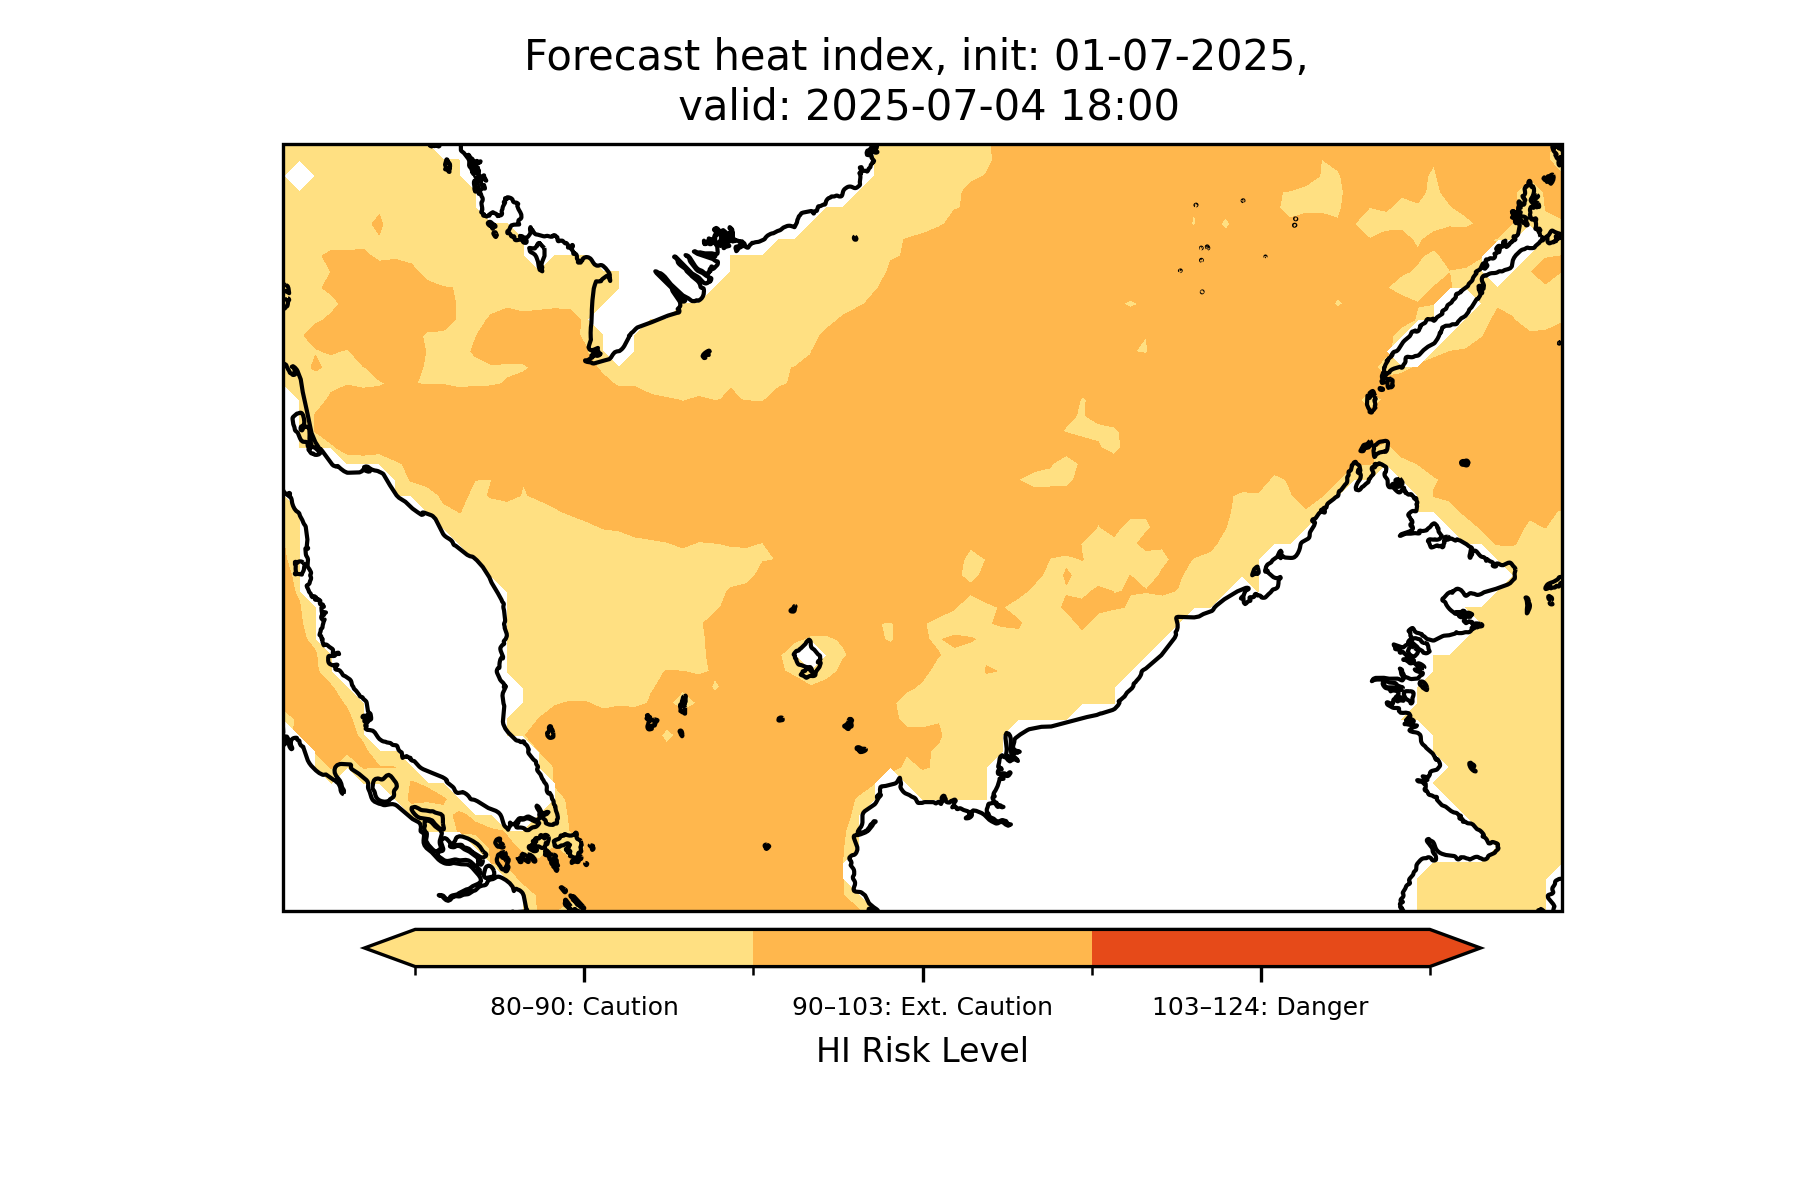 Forecast heat index, init: 01-07-2025,
valid: 2025-07-04 18:00
80–90: Caution
90–103: Ext. Caution
103–124: Danger
HI Risk Level